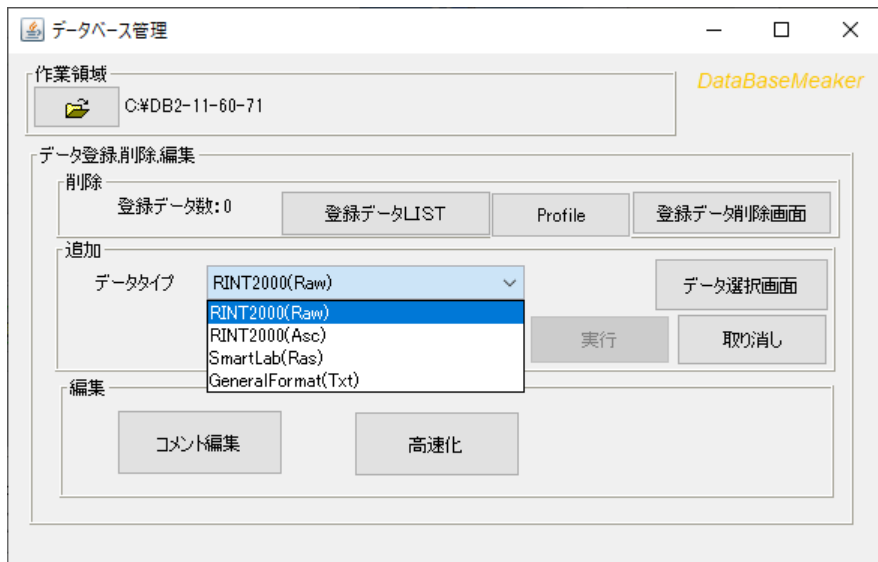 データベース管理
作業領域
DataBaseMeaker
C:¥DB2-11-60-71
データ登録,削除,編集
削除
登録データ数:0
登録データLIST
Profile
登録データ削除画面
追加
データタイプ
RINT2000(Raw)
データ選択画面
RINT2000(Raw)
RINT2000(Asc)
SmartLab(Ras)
GeneralFormat(Txt)
実行
取り消し
編集
コメント編集
高速化